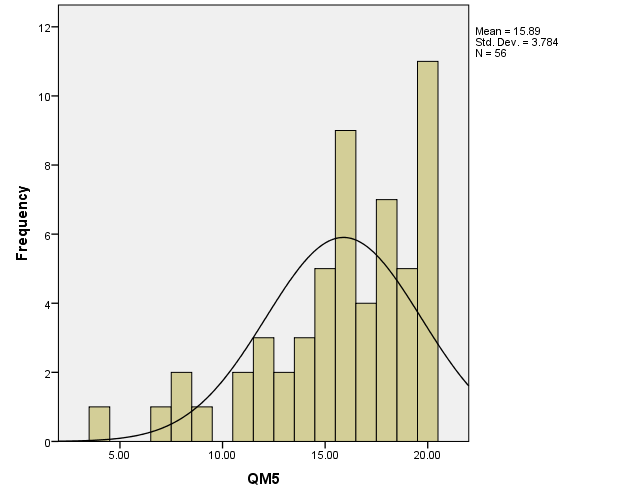 12
10
8
6
4
2
0
Frequency
5.00 10.00 15.00 20.00
QM5
Mean = 15.89
Std. Dev. = 3.784
N = 56